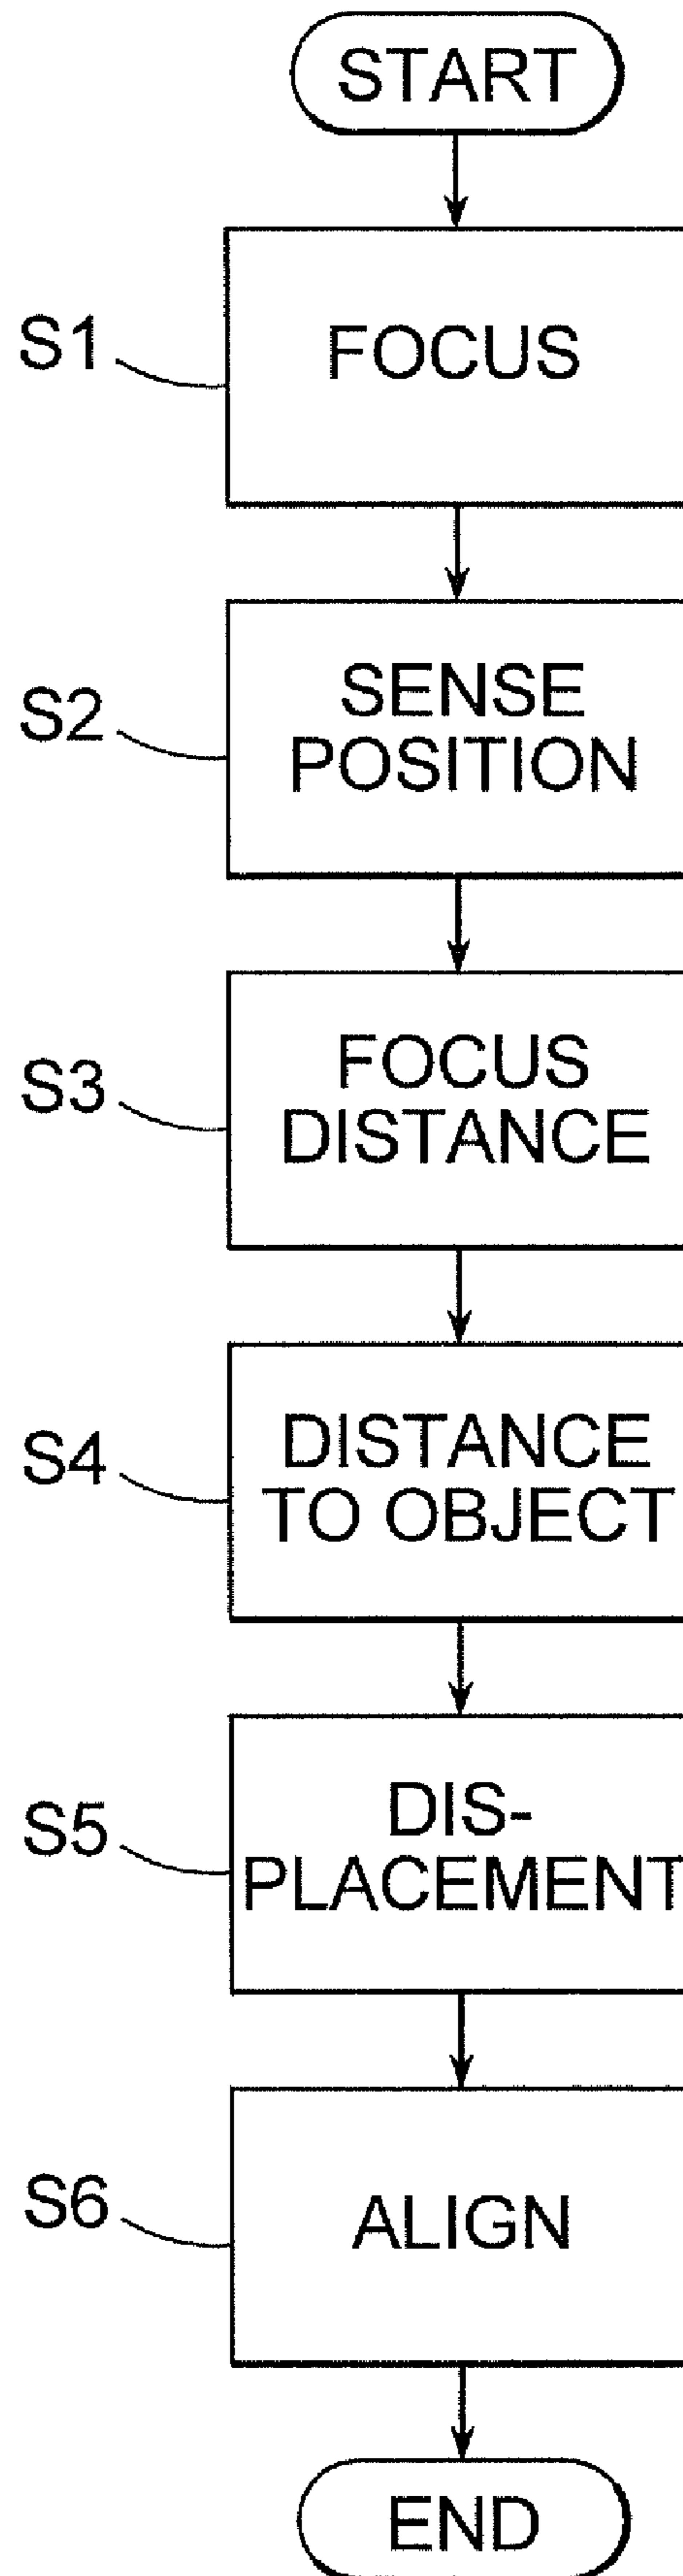 START
S1
FOCUS
S2
SENSE
POSITION
S3
FOCUS
DISTANCE
S4
DISTANCE
TO OBJECT
S5
DIS-
PLACEMENT
S6
ALIGN
END